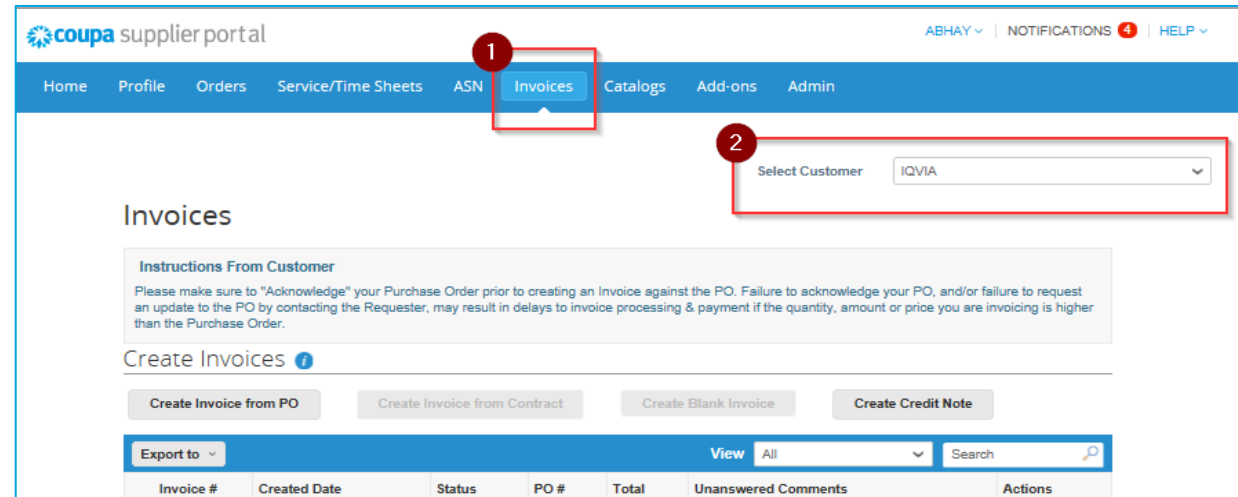 coupa supplier portal
ABHAY NOTIFICATIONS 4 HELP
1
Home Profile Orders Service/Time Sheets ASN Invoices Catalogs Add-ons Admin
2
Select Customer IQVIA
Invoices
Instructions From Customer
Please make sure to "Acknowledge" your Purchase Order prior to creating an Invoice against the PO. Failure to acknowledge your PO, and/or failure to request
an update to the PO by contacting the Requester, may result in delays to invoice processing & payment if the quantity, amount or price you are invoicing is higher
than the Purchase Order.
Create Invoices i
Create Invoice from PO Create Invoice from Contract Create Blank Invoice Create Credit Note
Export to View All Search
Invoice # Created Date Status PO # Total Unanswered Comments Actions